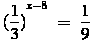 (1/3)^{x-8} = 1/9